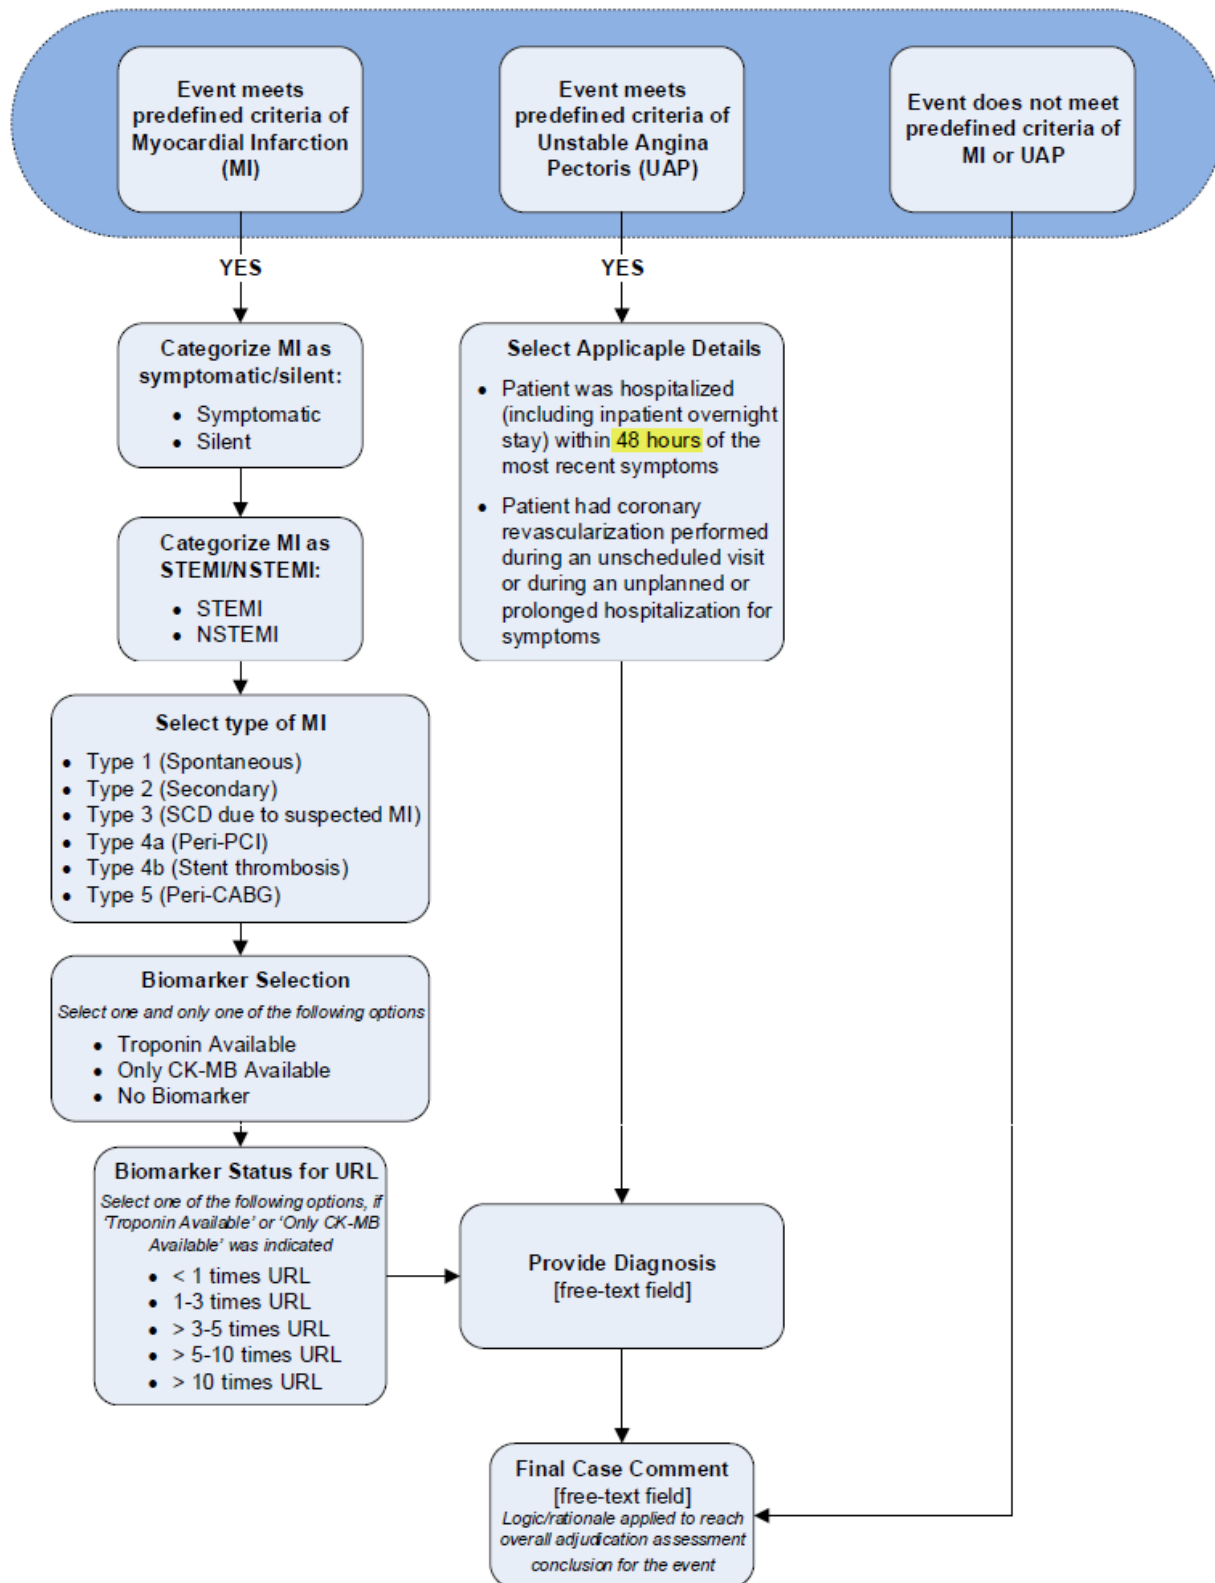 Event meets
predefined criteria of
Myocardial Infarction
(MI)
Event meets
predefined criteria of
Unstable Angina
Pectoris (UAP)
Event does not meet
predefined criteria of
MI or UAP
YES
YES
Categorize MI as
symptomatic/silent:
• Symptomatic
• Silent
Select Applicaple Details
• Patient was hospitalized
(including inpatient overnight
stay) within 48 hours of the
most recent symptoms
• Patient had coronary
revascularization performed
during an unscheduled visit
or during an unplanned or
prolonged hospitalization for
symptoms
Categorize MI as
STEMI/NSTEMI:
• STEMI
• NSTEMI
Select type of MI
• Type 1 (Spontaneous)
• Type 2 (Secondary)
• Type 3 (SCD due to suspected MI)
• Type 4a (Peri-PCI)
• Type 4b (Stent thrombosis)
• Type 5 (Peri-CABG)
Biomarker Selection
Select one and only one of the following options
• Troponin Available
• Only CK-MB Available
• No Biomarker
Biomarker Status for URL
Select one of the following options, if
'Troponin Available' or 'Only CK-MB
Available' was indicated
• < 1 times URL
• 1-3 times URL
• > 3-5 times URL
• > 5-10 times URL
• > 10 times URL
Provide Diagnosis
[free-text field]
Final Case Comment
[free-text field]
Logic/rationale applied to reach
overall adjudication assessment
conclusion for the event